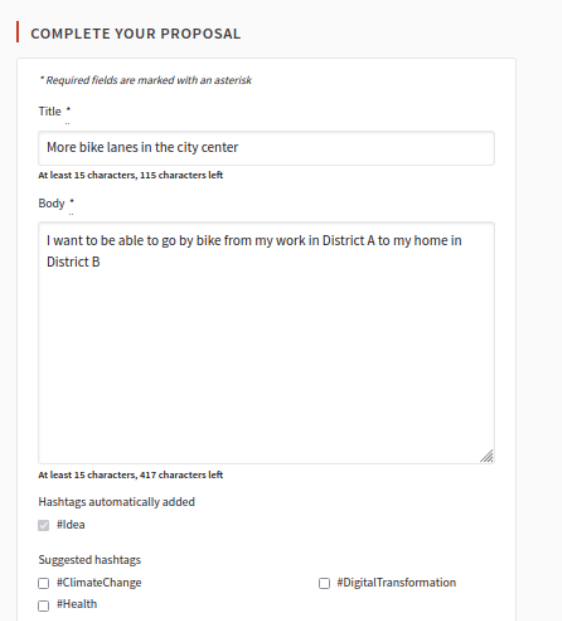 COMPLETE YOUR PROPOSAL
* Required fields are marked with an asterisk
Title *
More bike lanes in the city center
At least 15 characters, 115 characters left
Body *
I want to be able to go by bike from my work in District A to my home in
District B
At least 15 characters, 417 characters left
Hashtags automatically added
#Idea
Suggested hashtags
#ClimateChange #DigitalTransformation
#Health